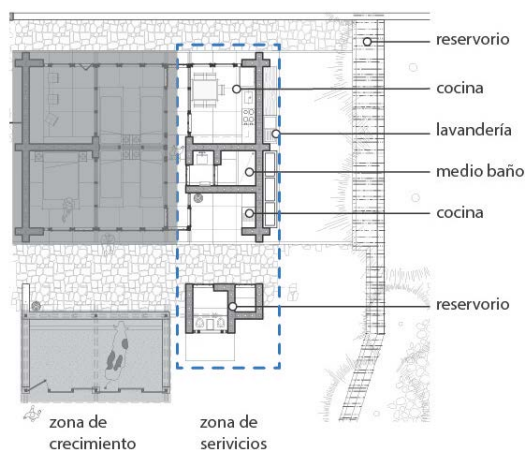 reservorio
cocina
lavandería
medio baño
cocina
reservorio
zona de
crecimiento
zona de
serivicios